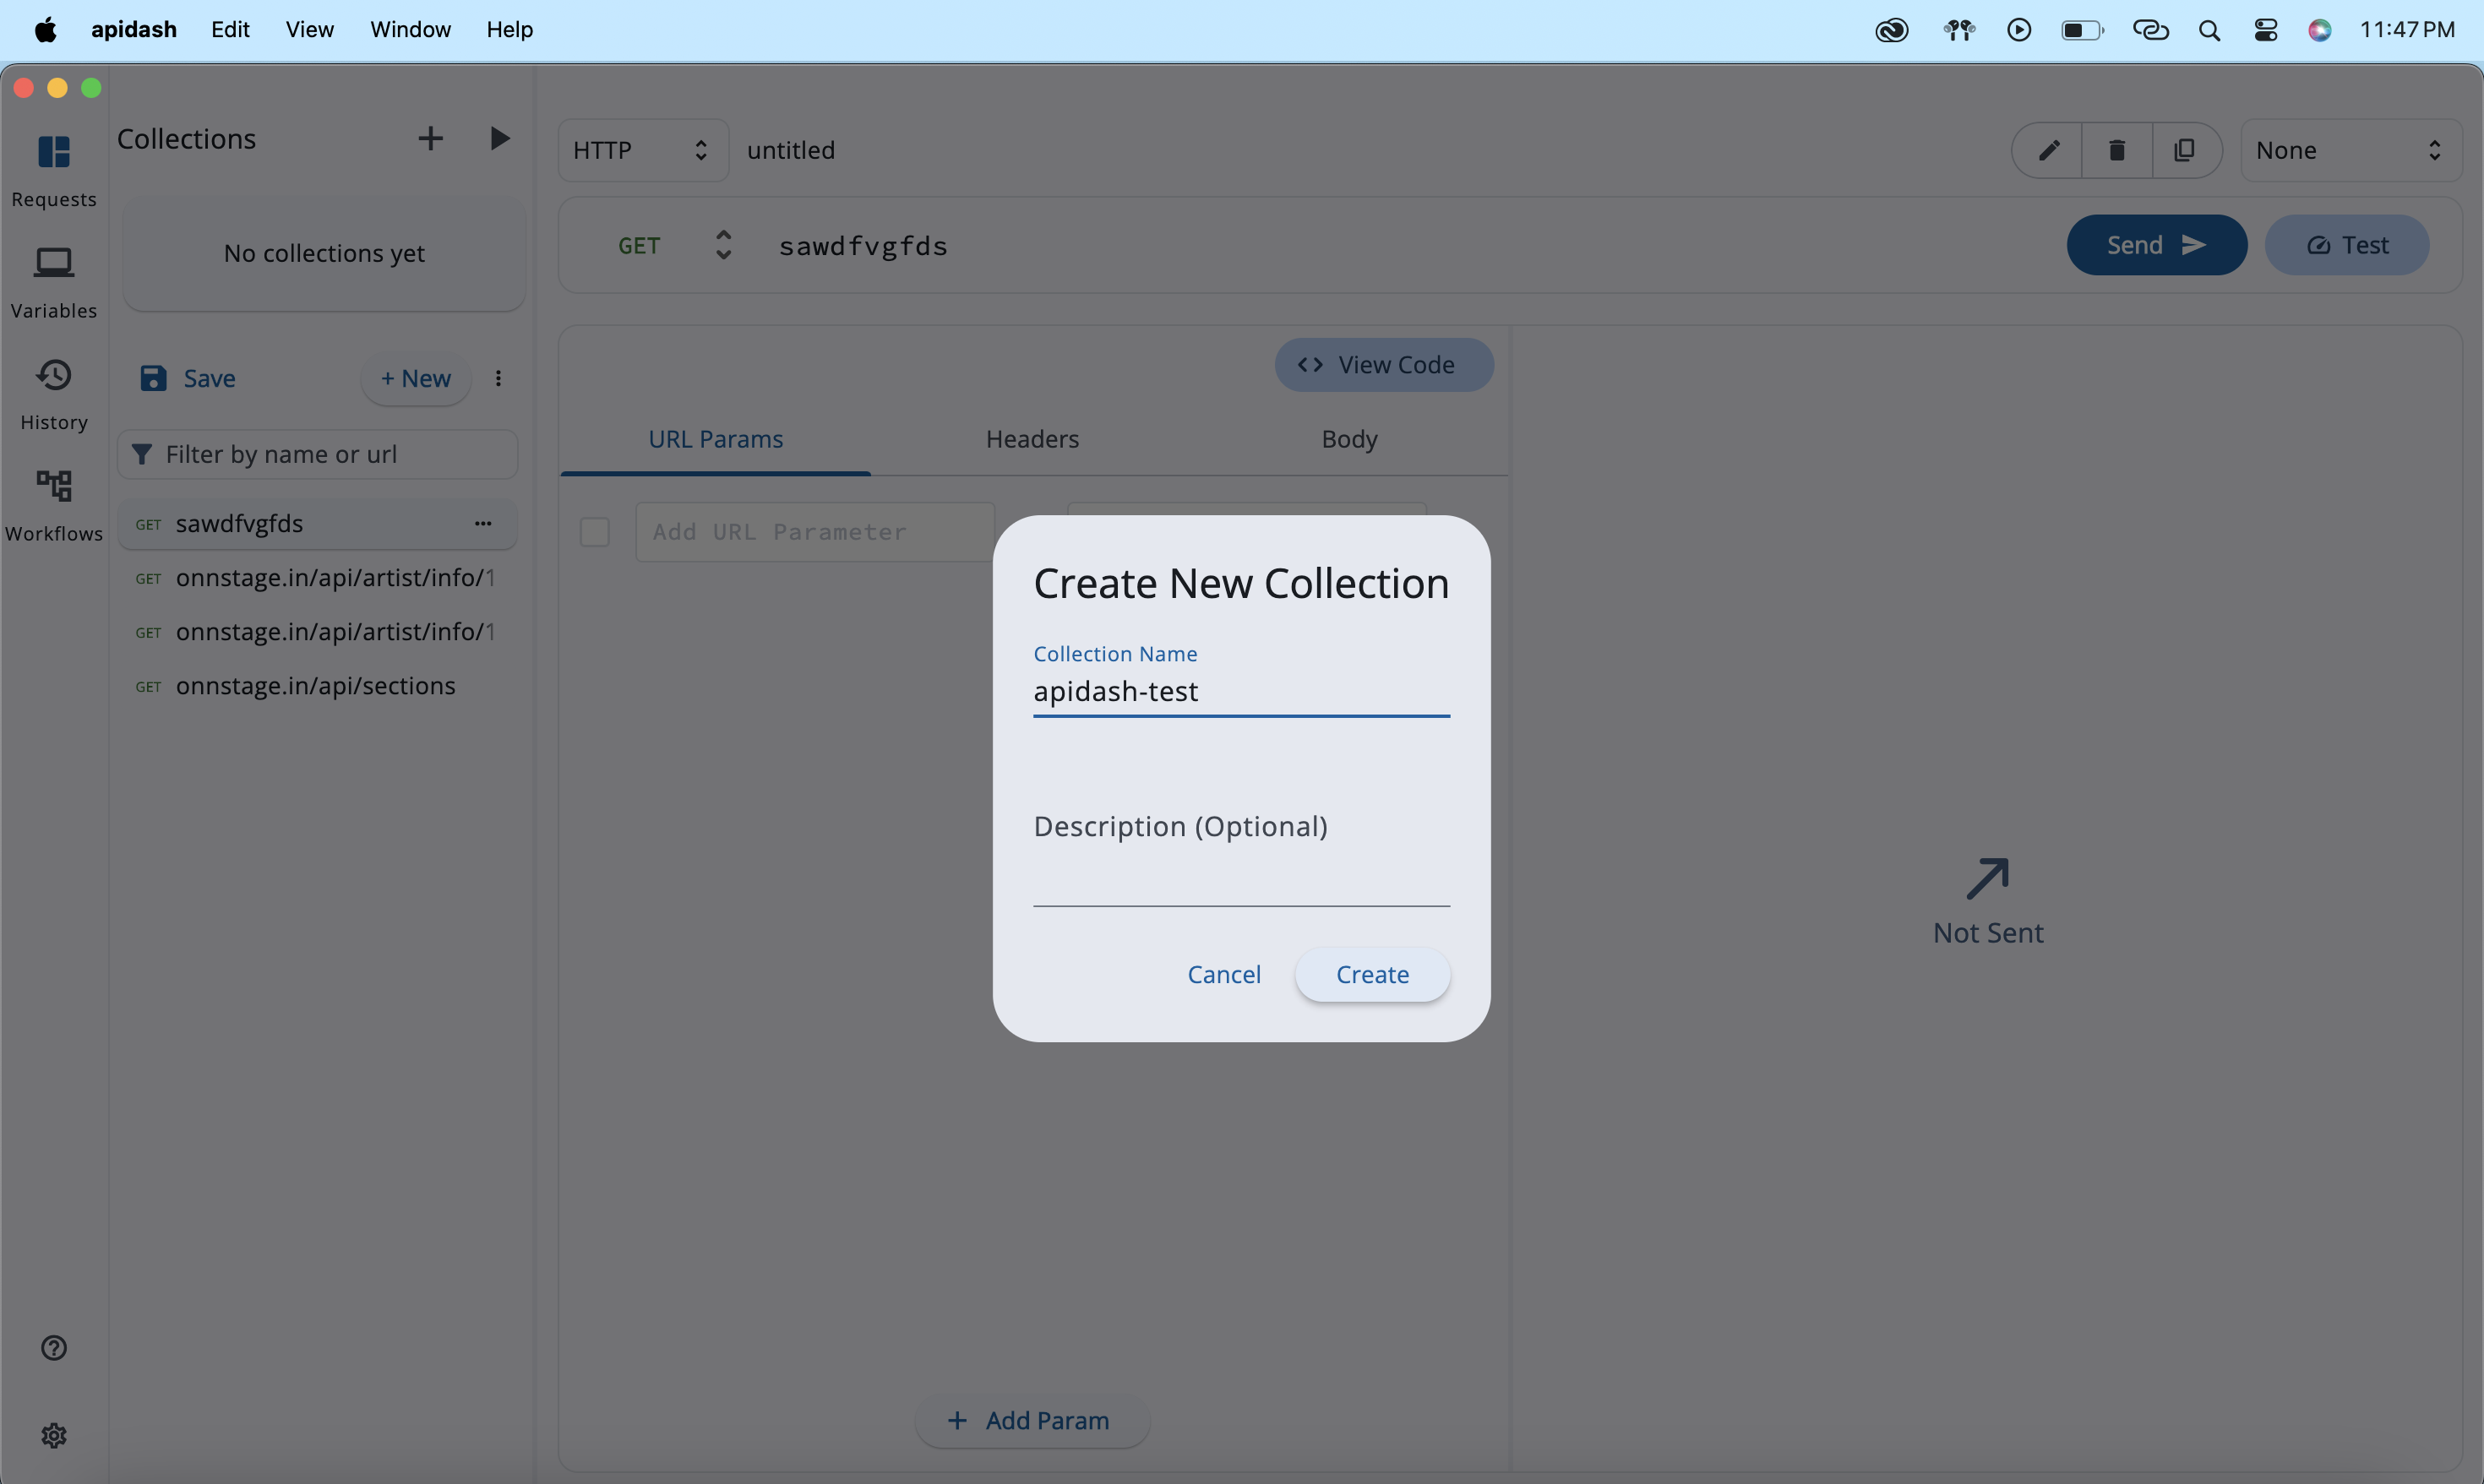 apidash Edit View Window Help 11:47 PM
Collections
Requests
Variables
History
Workflows
No collections yet
Save + New
Filter by name or url
GET sawdfvgfds
GET onnstage.in/api/artist/info/1
GET onnstage.in/api/artist/info/1
GET onnstage.in/api/sections
HTTP untitled None
GET sawdfvgfds Send Test
View Code
URL Params Headers Body
Add URL Parameter
Create New Collection
Collection Name
apidash-test
Description (Optional)
Cancel Create
Not Sent
+ Add Param